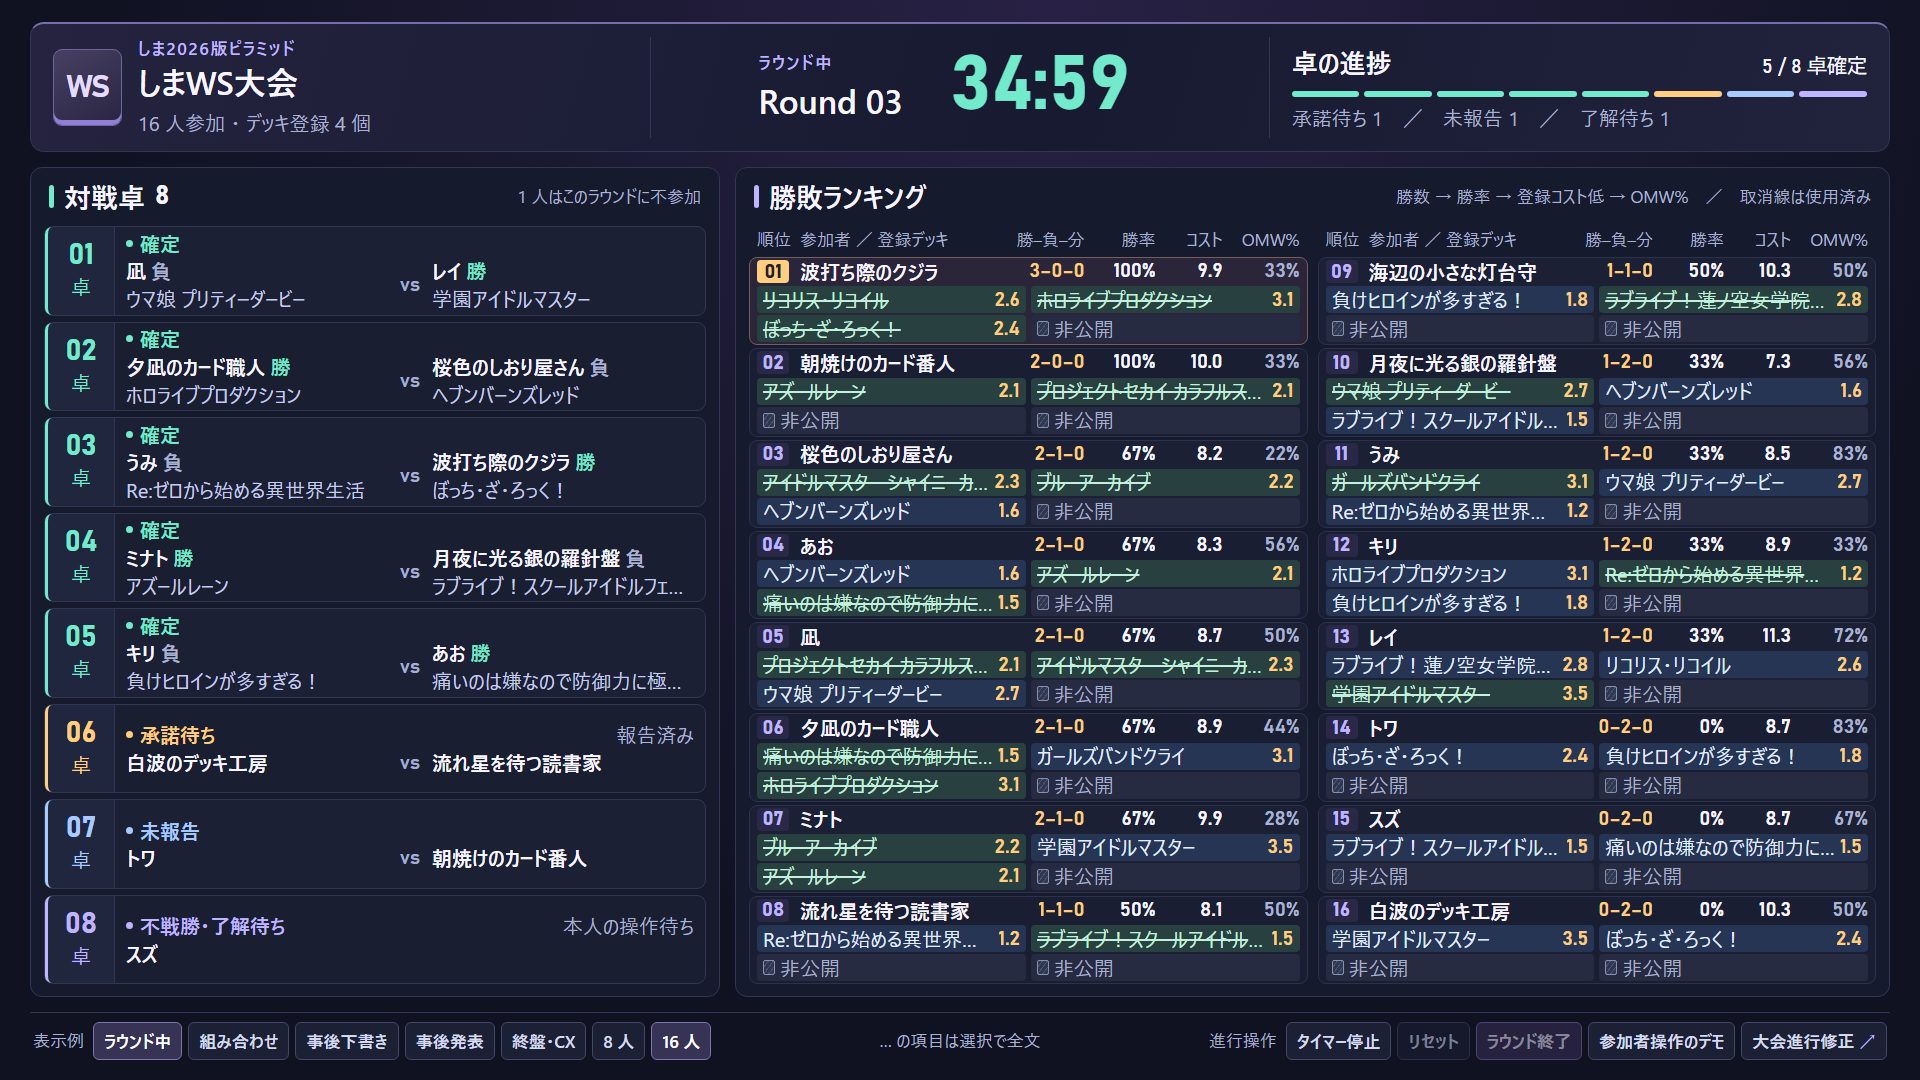 WS
しま2026版ピラミッド
しまWS大会
16 人参加・デッキ登録 4 個
ラウンド中
Round 03
34:59
卓の進捗
5 / 8 卓確定
承諾待ち 1 ／ 未報告 1 ／ 了解待ち 1
対戦卓 8
1 人はこのラウンドに不参加
01 卓
• 確定
凪 負 vs レイ 勝
ウマ娘 プリティーダービー 学園アイドルマスター
02 卓
• 確定
夕凪のカード職人 勝 vs 桜色のしおり屋さん 負
ホロライブプロダクション ヘブンバーンズレッド
03 卓
• 確定
うみ 負 vs 波打ち際のクジラ 勝
Re:ゼロから始める異世界生活 ぼっち・ざ・ろっく！
04 卓
• 確定
ミナト 勝 vs 月夜に光る銀の羅針盤 負
アズールレーン ラブライブ！スクールアイドルフェ…
05 卓
• 確定
キリ 負 vs あお 勝
負けヒロインが多すぎる！ 痛いのは嫌なので防御力に極…
06 卓
• 承諾待ち 報告済み
白波のデッキ工房 vs 流れ星を待つ読書家
07 卓
• 未報告
トワ vs 朝焼けのカード番人
08 卓
• 不戦勝・了解待ち 本人の操作待ち
スズ
勝敗ランキング
勝数 → 勝率 → 登録コスト低 → OMW% ／ 取消線は使用済み
順位 参加者 ／ 登録デッキ 勝–負–分 勝率 コスト OMW%
01 波打ち際のクジラ 3–0–0 100% 9.9 33%
リコリス・リコイル 2.6 ホロライブプロダクション 3.1
ぼっち・ざ・ろっく！ 2.4 非公開
02 朝焼けのカード番人 2–0–0 100% 10.0 33%
アズールレーン 2.1 プロジェクトセカイ カラフルス… 2.1
非公開 非公開
03 桜色のしおり屋さん 2–1–0 67% 8.2 22%
アイドルマスター シャイニーカ… 2.3 ブルーアーカイブ 2.2
ヘブンバーンズレッド 1.6 非公開
04 あお 2–1–0 67% 8.3 56%
ヘブンバーンズレッド 1.6 アズールレーン 2.1
痛いのは嫌なので防御力に… 1.5 非公開
05 凪 2–1–0 67% 8.7 50%
プロジェクトセカイ カラフルス… 2.1 アイドルマスター シャイニーカ… 2.3
ウマ娘 プリティーダービー 2.7 非公開
06 夕凪のカード職人 2–1–0 67% 8.9 44%
痛いのは嫌なので防御力に… 1.5 ガールズバンドクライ 3.1
ホロライブプロダクション 3.1 非公開
07 ミナト 2–1–0 67% 9.9 28%
ブルーアーカイブ 2.2 学園アイドルマスター 3.5
アズールレーン 2.1 非公開
08 流れ星を待つ読書家 1–1–0 50% 8.1 50%
Re:ゼロから始める異世界… 1.2 ラブライブ！スクールアイドル… 1.5
非公開 非公開
順位 参加者 ／ 登録デッキ 勝–負–分 勝率 コスト OMW%
09 海辺の小さな灯台守 1–1–0 50% 10.3 50%
負けヒロインが多すぎる！ 1.8 ラブライブ！蓮ノ空女学院… 2.8
非公開 非公開
10 月夜に光る銀の羅針盤 1–2–0 33% 7.3 56%
ウマ娘 プリティーダービー 2.7 ヘブンバーンズレッド 1.6
ラブライブ！スクールアイドル… 1.5 非公開
11 うみ 1–2–0 33% 8.5 83%
ガールズバンドクライ 3.1 ウマ娘 プリティーダービー 2.7
Re:ゼロから始める異世界… 1.2 非公開
12 キリ 1–2–0 33% 8.9 33%
ホロライブプロダクション 3.1 Re:ゼロから始める異世界… 1.2
負けヒロインが多すぎる！ 1.8 非公開
13 レイ 1–2–0 33% 11.3 72%
ラブライブ！蓮ノ空女学院… 2.8 リコリス・リコイル 2.6
学園アイドルマスター 3.5 非公開
14 トワ 0–2–0 0% 8.7 83%
ぼっち・ざ・ろっく！ 2.4 負けヒロインが多すぎる！ 1.8
非公開 非公開
15 スズ 0–2–0 0% 8.7 67%
ラブライブ！スクールアイドル… 1.5 痛いのは嫌なので防御力に… 1.5
非公開 非公開
16 白波のデッキ工房 0–2–0 0% 10.3 50%
学園アイドルマスター 3.5 ぼっち・ざ・ろっく！ 2.4
非公開 非公開
表示例 ラウンド中 組み合わせ 事後下書き 事後発表 終盤・CX 8 人 16 人
… の項目は選択で全文
進行操作 タイマー停止 リセット ラウンド終了 参加者操作のデモ 大会進行修正 ↗